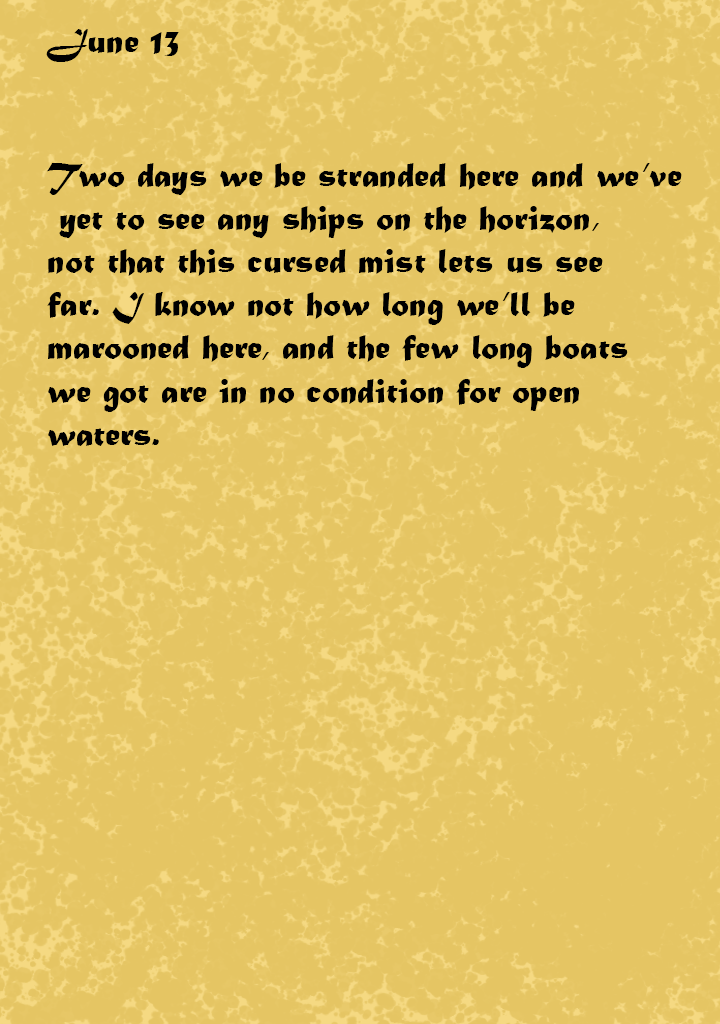 June 13
Two days we be stranded here and we've
yet to see any ships on the horizon,
not that this cursed mist lets us see
far. I know not how long we'll be
marooned here, and the few long boats
we got are in no condition for open
waters.